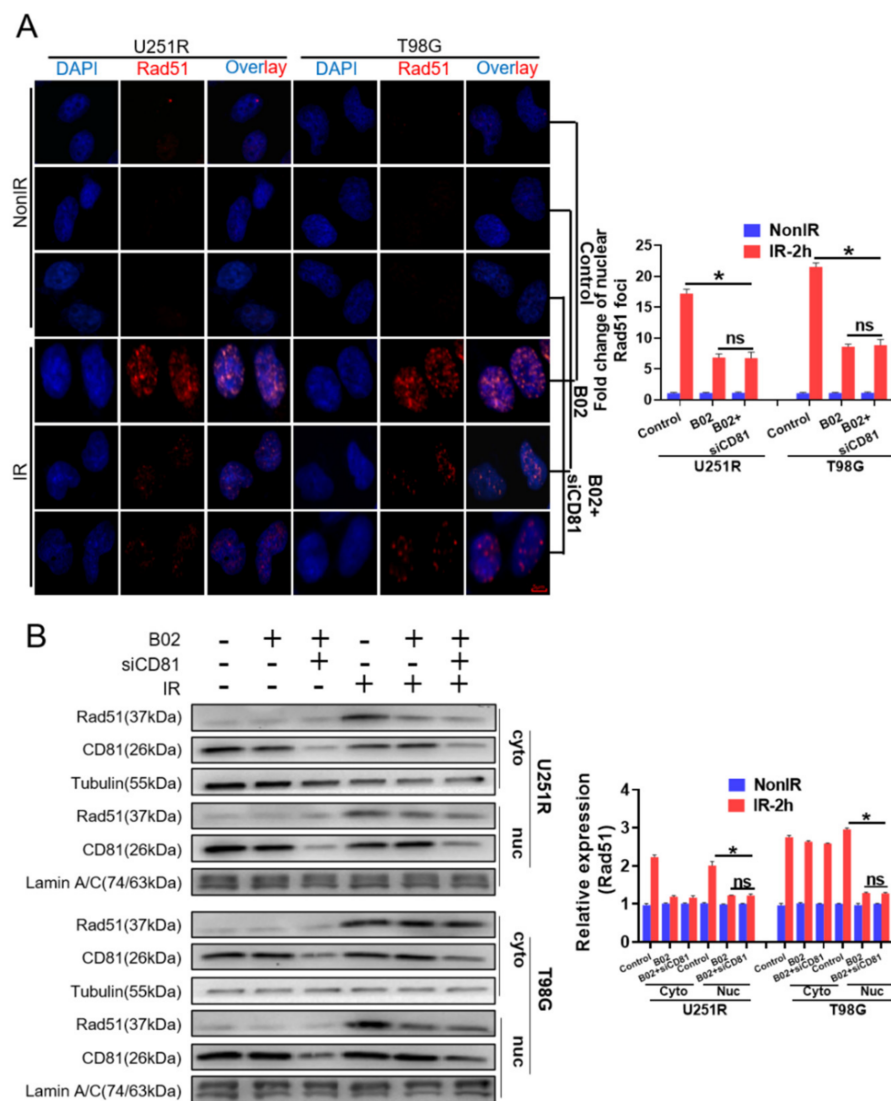 A
U251R T98G
DAPI Rad51 Overlay DAPI Rad51 Overlay
NonIR
IR
Control
B02
B02+
siCD81
Fold change of nuclear
Rad51 foci
NonIR
IR-2h
25
20
15
10
5
0
* *
ns ns
Control B02 B02+
siCD81 Control B02 B02+
siCD81
U251R T98G
B
B02 - + + - + +
siCD81 - - + - - +
IR - - - + + +
Rad51(37kDa)
CD81(26kDa)
Tubulin(55kDa)
Rad51(37kDa)
CD81(26kDa)
Lamin A/C(74/63kDa)
cyto
nuc
U251R
Rad51(37kDa)
CD81(26kDa)
Tubulin(55kDa)
Rad51(37kDa)
CD81(26kDa)
Lamin A/C(74/63kDa)
cyto
nuc
T98G
Relative expression
(Rad51)
NonIR
IR-2h
4
3
2
1
0
* *
ns ns
Control B02 B02+siCD81 Control B02 B02+siCD81 Control B02 B02+siCD81 Control B02 B02+siCD81
Cyto Nuc Cyto Nuc
U251R T98G